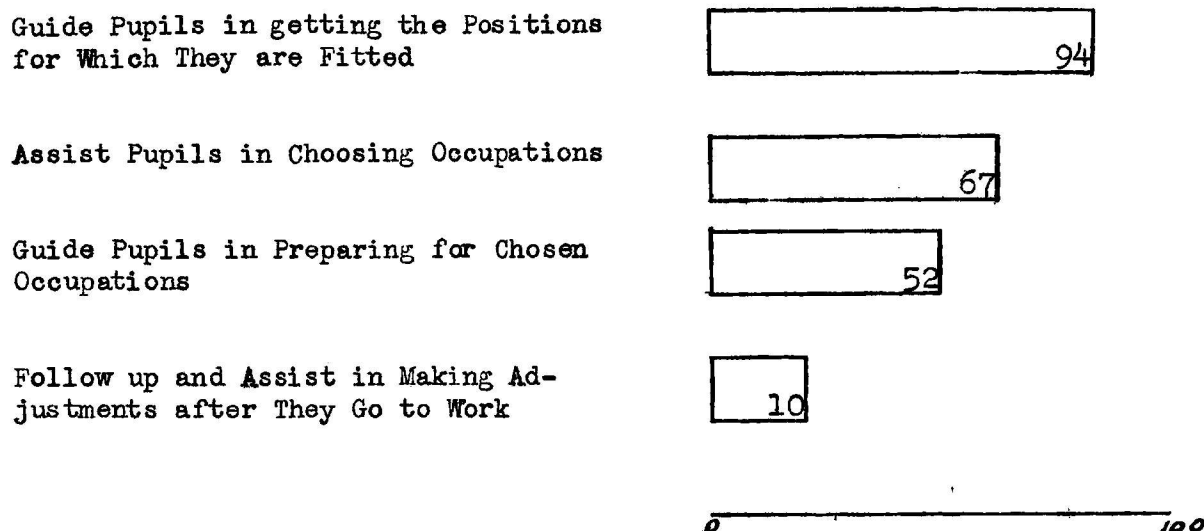 Guide Pupils in getting the Positions
for Which They are Fitted
94
Assist Pupils in Choosing Occupations
67
Guide Pupils in Preparing for Chosen
Occupations
52
Follow up and Assist in Making Ad-
justments after They Go to Work
10
0 100